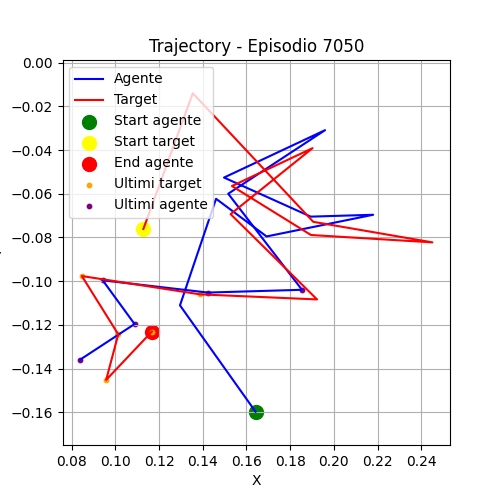 Trajectory - Episodio 7050
0.00
−0.02
−0.04
−0.06
−0.08
−0.10
−0.12
−0.14
−0.16
Agente
Target
Start agente
Start target
End agente
Ultimi target
Ultimi agente
0.08 0.10 0.12 0.14 0.16 0.18 0.20 0.22 0.24
X